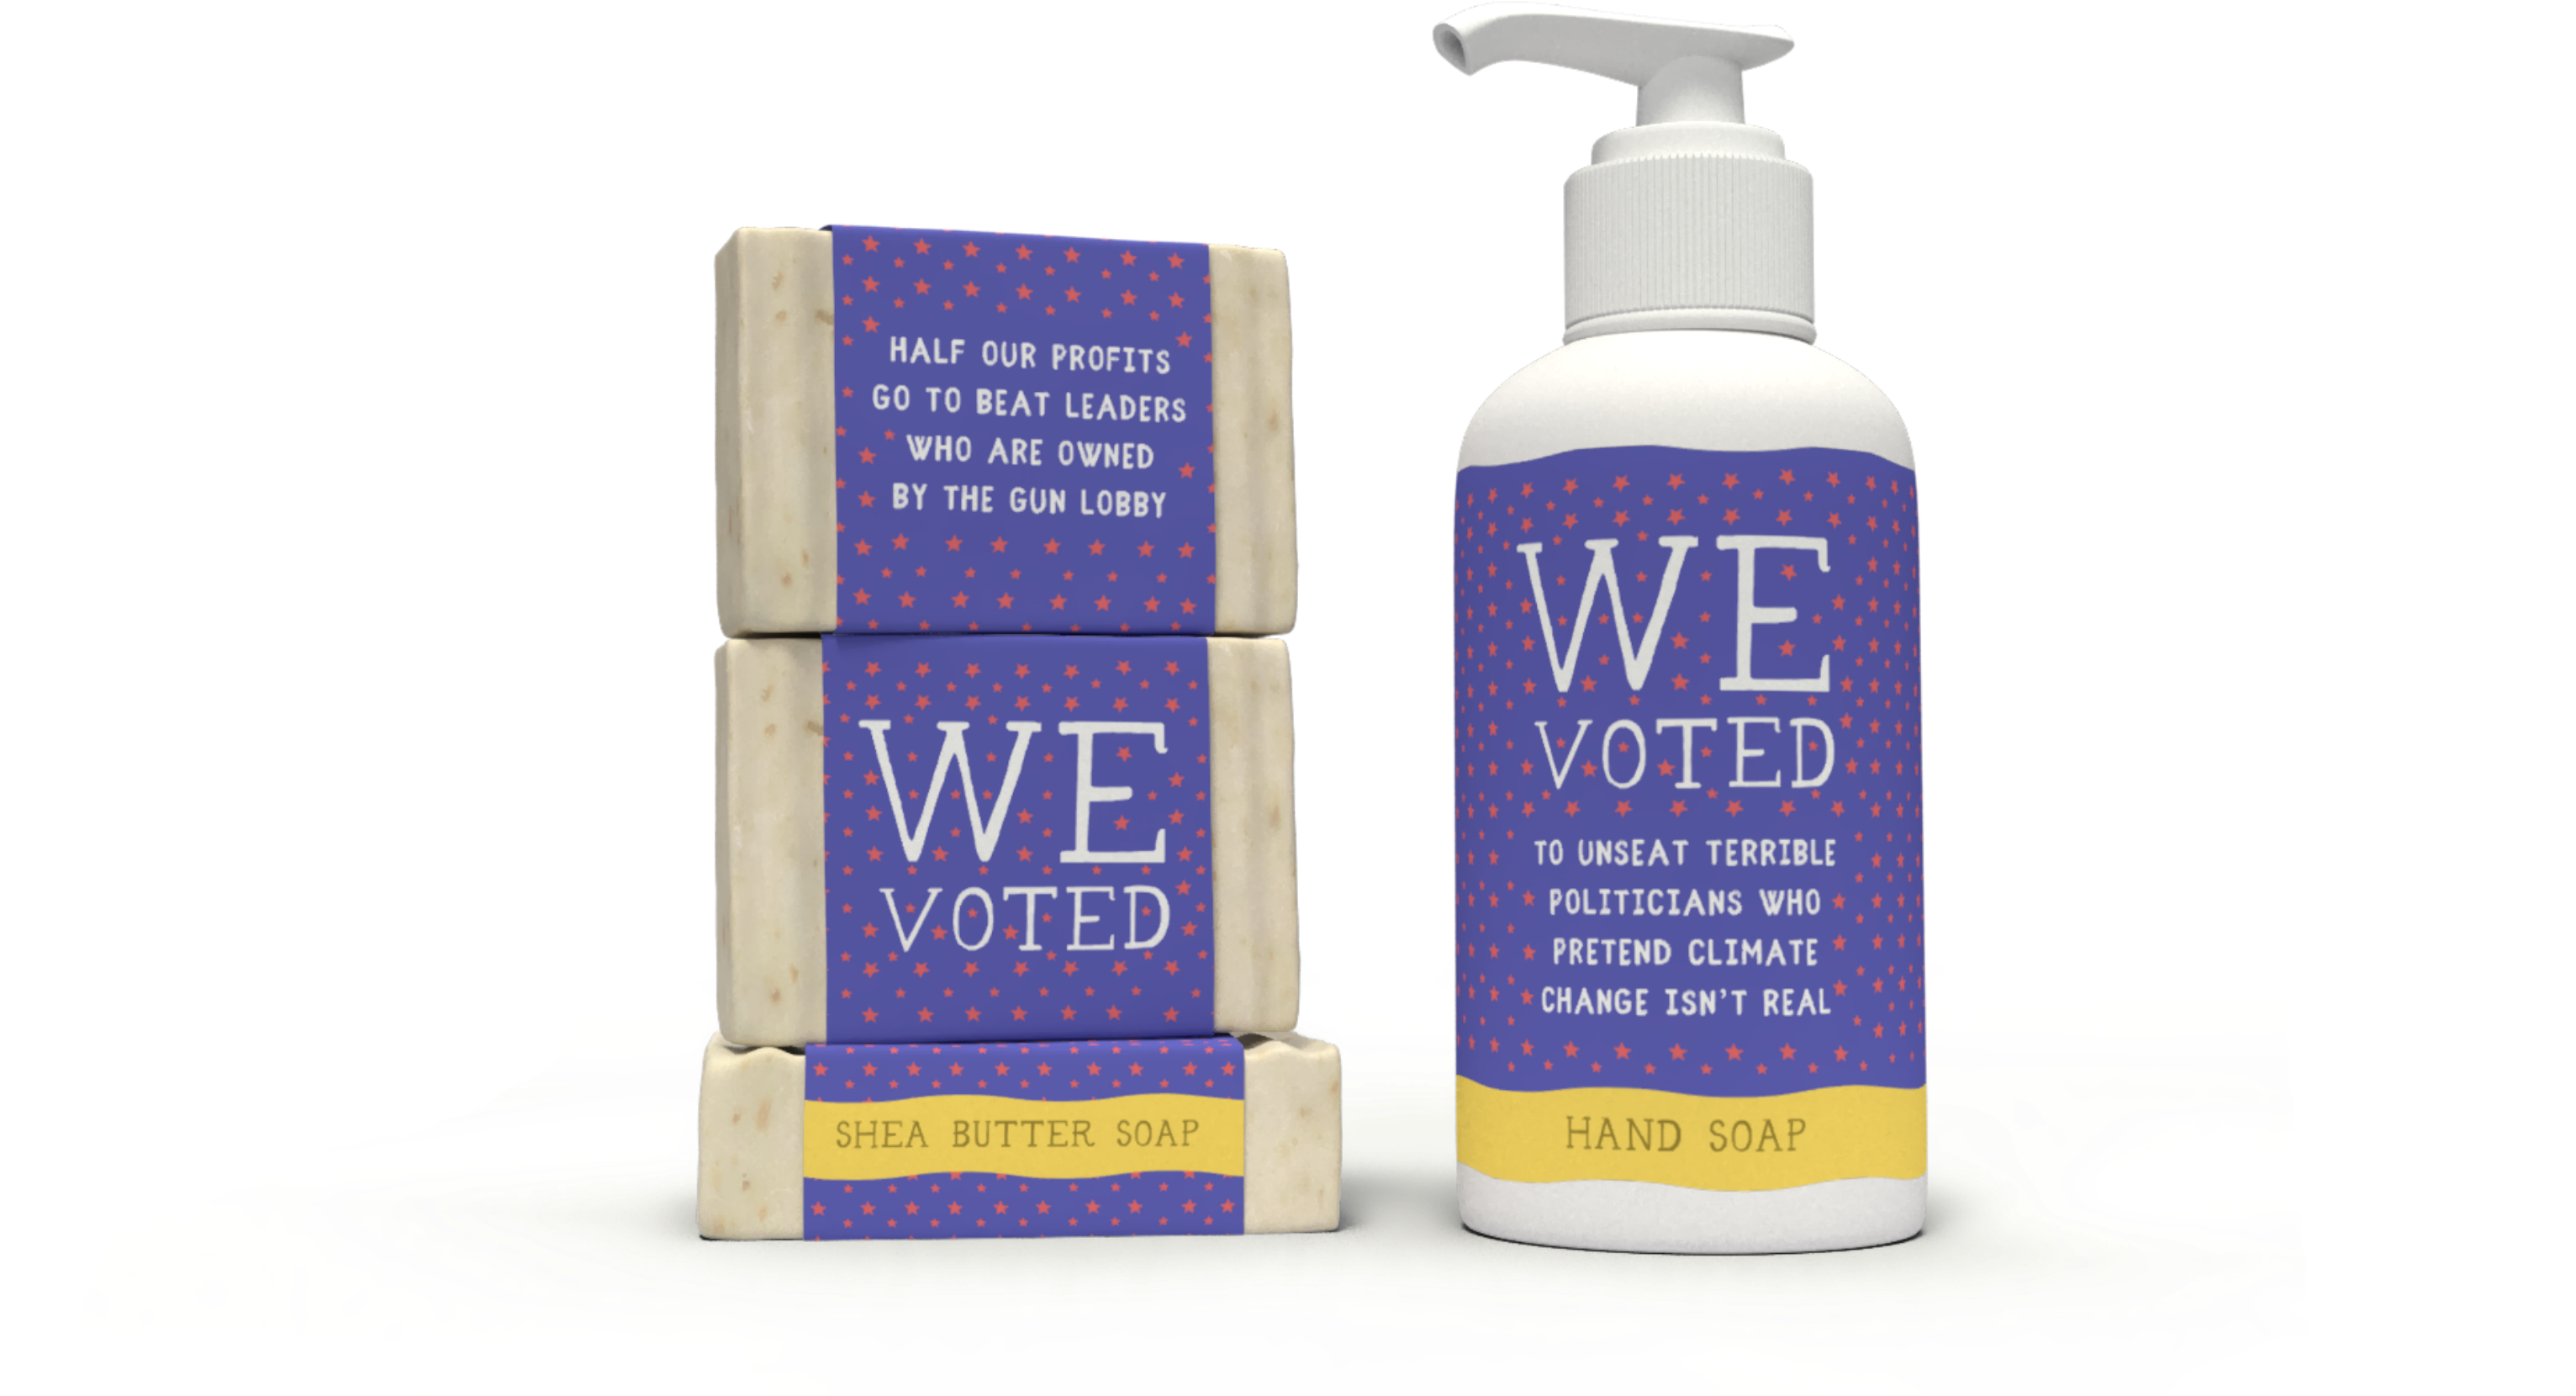 HALF OUR PROFITS
GO TO BEAT LEADERS
WHO ARE OWNED
BY THE GUN LOBBY
WE
VOTED
SHEA BUTTER SOAP
WE
VOTED
TO UNSEAT TERRIBLE
POLITICIANS WHO
PRETEND CLIMATE
CHANGE ISN'T REAL
HAND SOAP